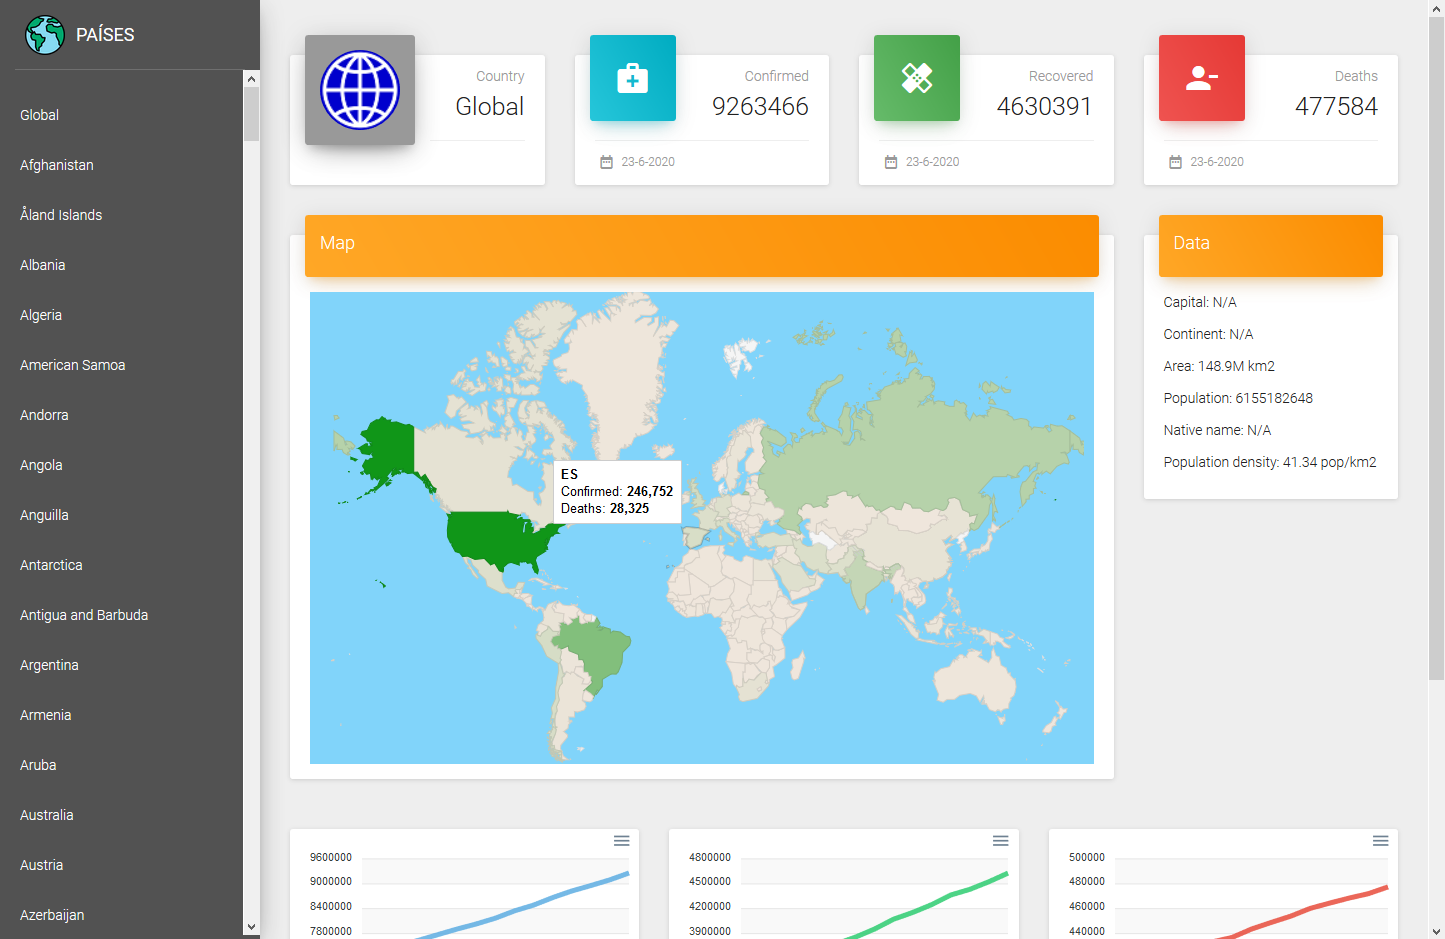 PAÍSES
Global
Afghanistan
Åland Islands
Albania
Algeria
American Samoa
Andorra
Angola
Anguilla
Antarctica
Antigua and Barbuda
Argentina
Armenia
Aruba
Australia
Austria
Azerbaijan
Country
Global
Confirmed
9263466
23-6-2020
Recovered
4630391
23-6-2020
Deaths
477584
23-6-2020
Map
ES
Confirmed: 246,752
Deaths: 28,325
Data
Capital: N/A
Continent: N/A
Area: 148.9M km2
Population: 6155182648
Native name: N/A
Population density: 41.34 pop/km2
9600000
9000000
8400000
7800000
4800000
4500000
4200000
3900000
500000
480000
460000
440000